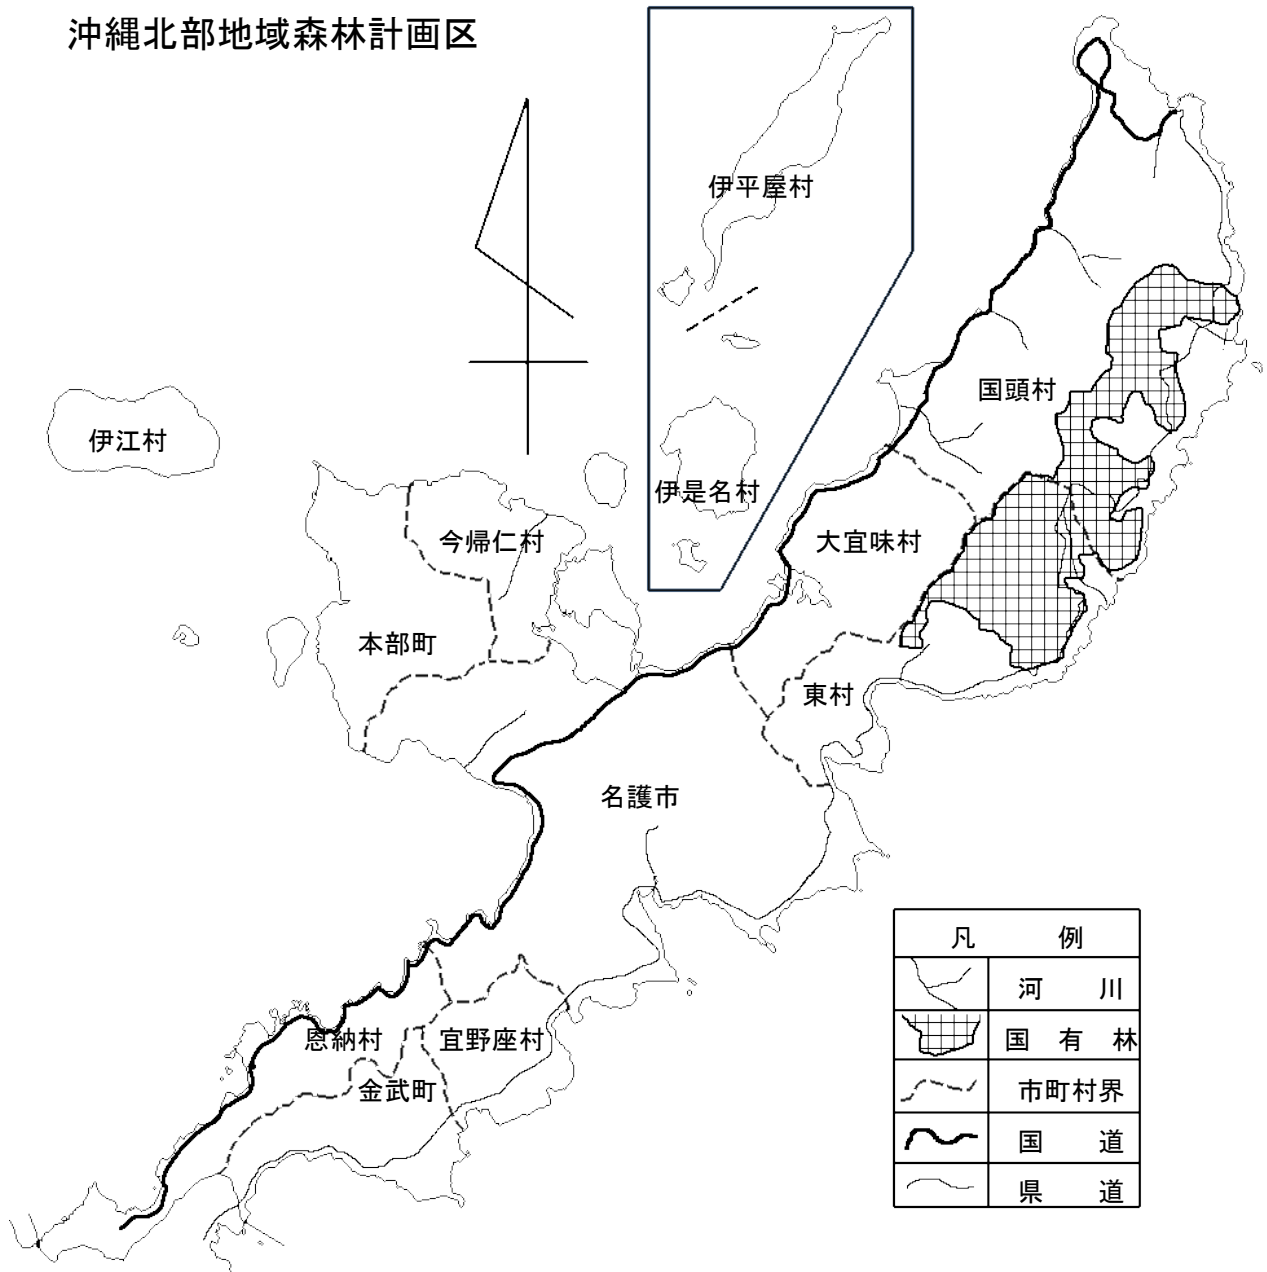 沖縄北部地域森林計画区
伊平屋村
国頭村
伊江村
伊是名村
今帰仁村
大宜味村
本部町
東村
名護市
恩納村
宜野座村
金武町
凡 例
河 川
国 有 林
市町村界
国 道
県 道